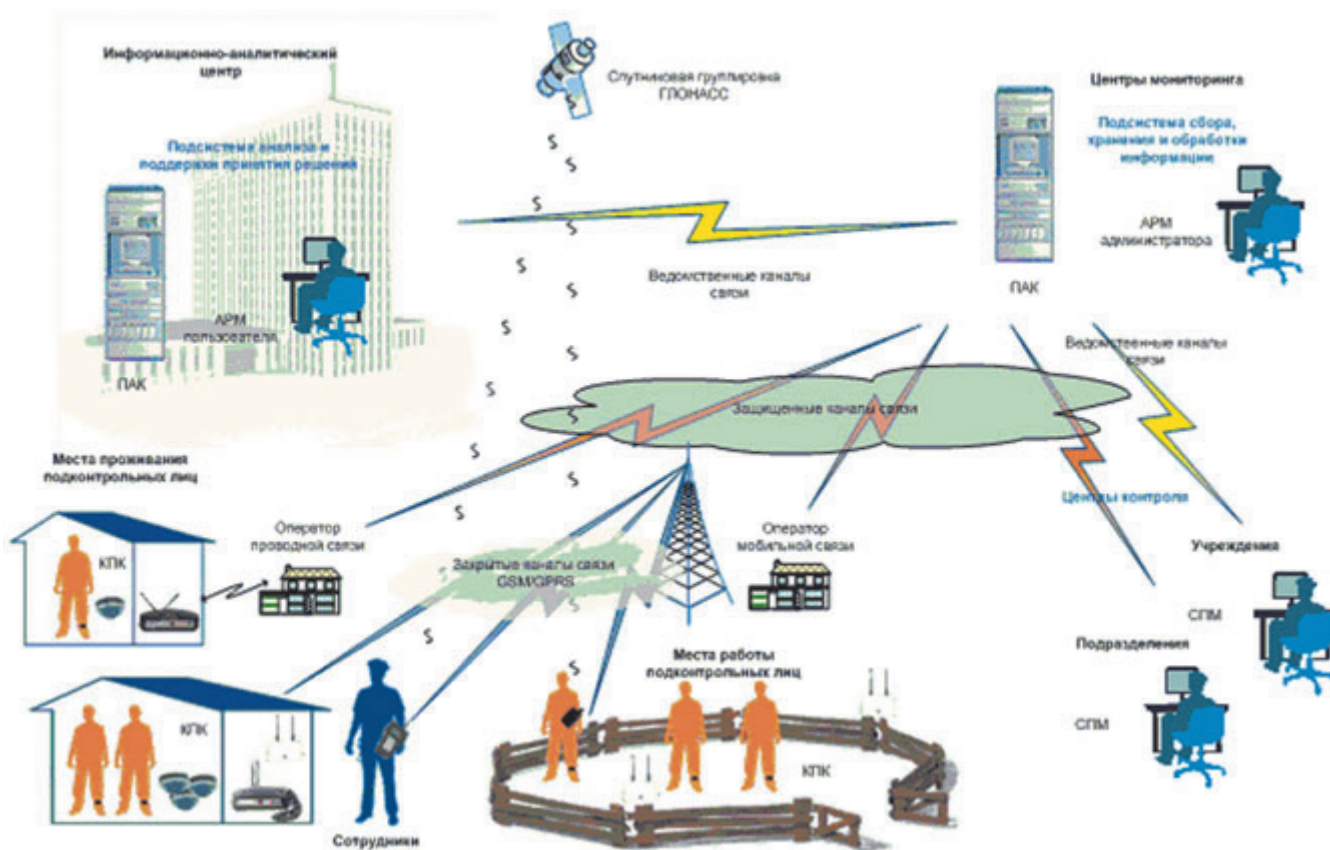 Информационно-аналитический
центр
Спутниковая группировка
ГЛОНАСС
Центры мониторинга
Подсистема сбора,
хранения и обработки
информации
Подсистема анализа и
поддержки принятия решений
АРМ
администратора
ПАК
Ведомственные каналы
связи
АРМ
пользователя
ПАК
Ведомственные каналы
связи
Защищенные каналы связи
Места проживания
подконтрольных лиц
Центры контроля
Оператор
проводной связи
Оператор
мобильной связи
Закрытые каналы связи
GSM/GPRS
Учреждения
КПК
СПМ
Подразделения
Места работы
подконтрольных лиц
КПК
СПМ
КПК
Сотрудники